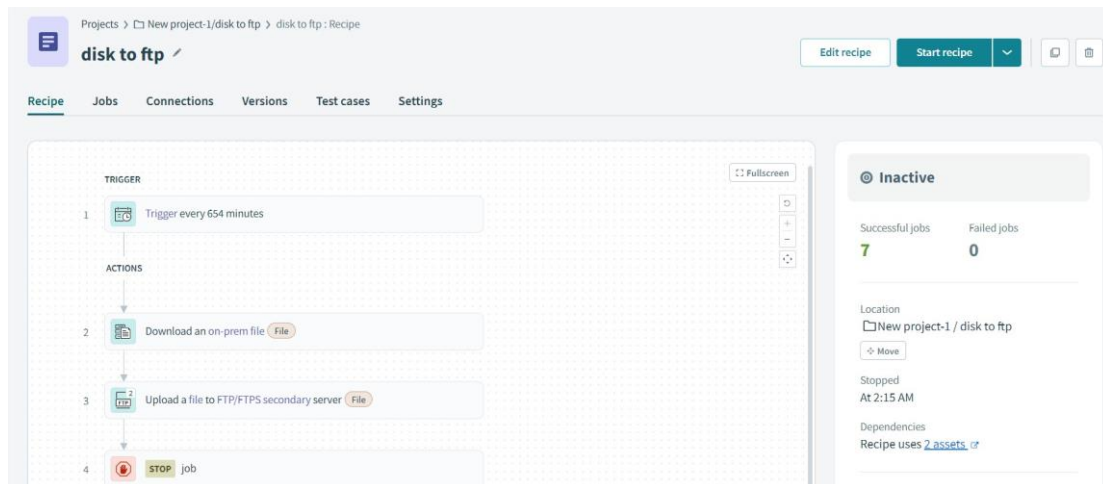 Projects > New project-1/disk to ftp > disk to ftp : Recipe
disk to ftp
Edit recipe
Start recipe
Recipe Jobs Connections Versions Test cases Settings
TRIGGER
Fullscreen
1 Trigger every 654 minutes
ACTIONS
2 Download an on-prem file File
3 Upload a file to FTP/FTPS secondary server File
4 STOP job
Inactive
Successful jobs Failed jobs
7 0
Location
New project-1 / disk to ftp
Move
Stopped
At 2:15 AM
Dependencies
Recipe uses 2 assets